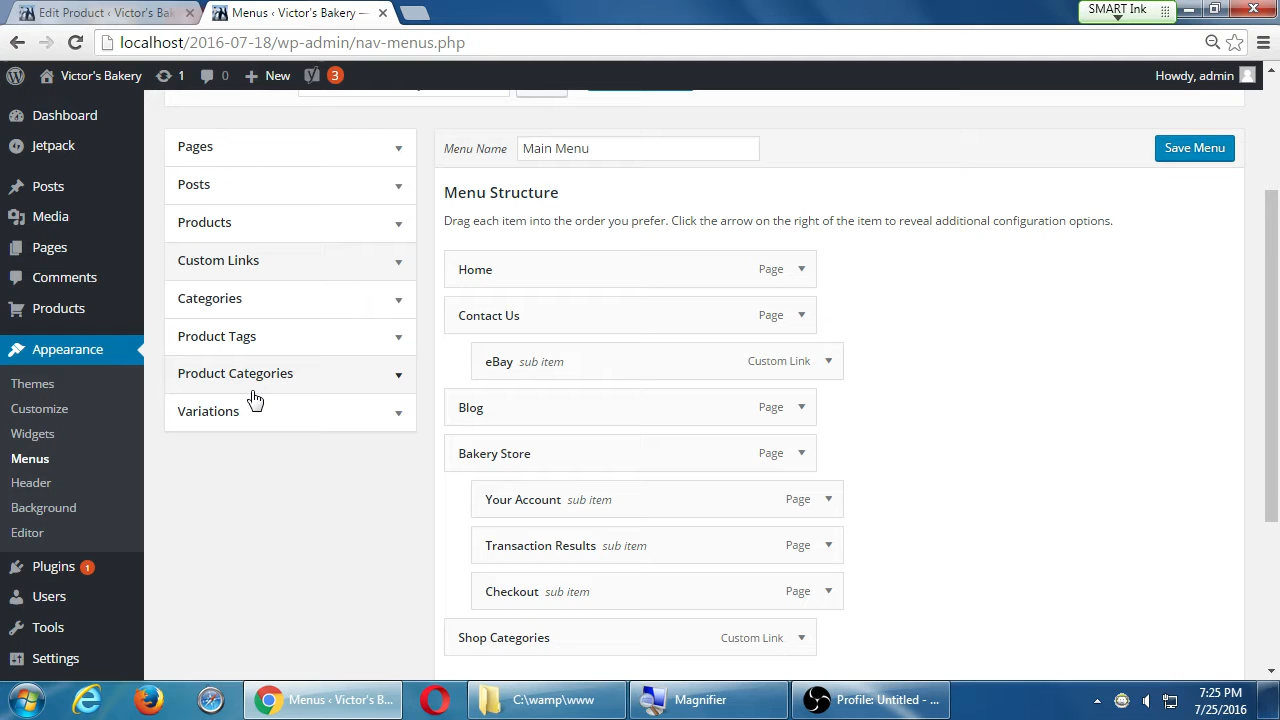 Edit Product ‹ Victor's Bak
Menus ‹ Victor's Bakery —
SMART Ink
localhost/2016-07-18/wp-admin/nav-menus.php
Victor's Bakery
1
0
New
3
Howdy, admin
Dashboard
Jetpack
Posts
Media
Pages
Comments
Products
Appearance
Themes
Customize
Widgets
Menus
Header
Background
Editor
Plugins 1
Users
Tools
Settings
Pages
Posts
Products
Custom Links
Categories
Product Tags
Product Categories
Variations
Menu Name Main Menu
Save Menu
Menu Structure
Drag each item into the order you prefer. Click the arrow on the right of the item to reveal additional configuration options.
Home Page
Contact Us Page
eBay sub item Custom Link
Blog Page
Bakery Store Page
Your Account sub item Page
Transaction Results sub item Page
Checkout sub item Page
Shop Categories Custom Link
Menus ‹ Victor's B...
C:\wamp\www
Magnifier
Profile: Untitled - ...
7:25 PM
7/25/2016